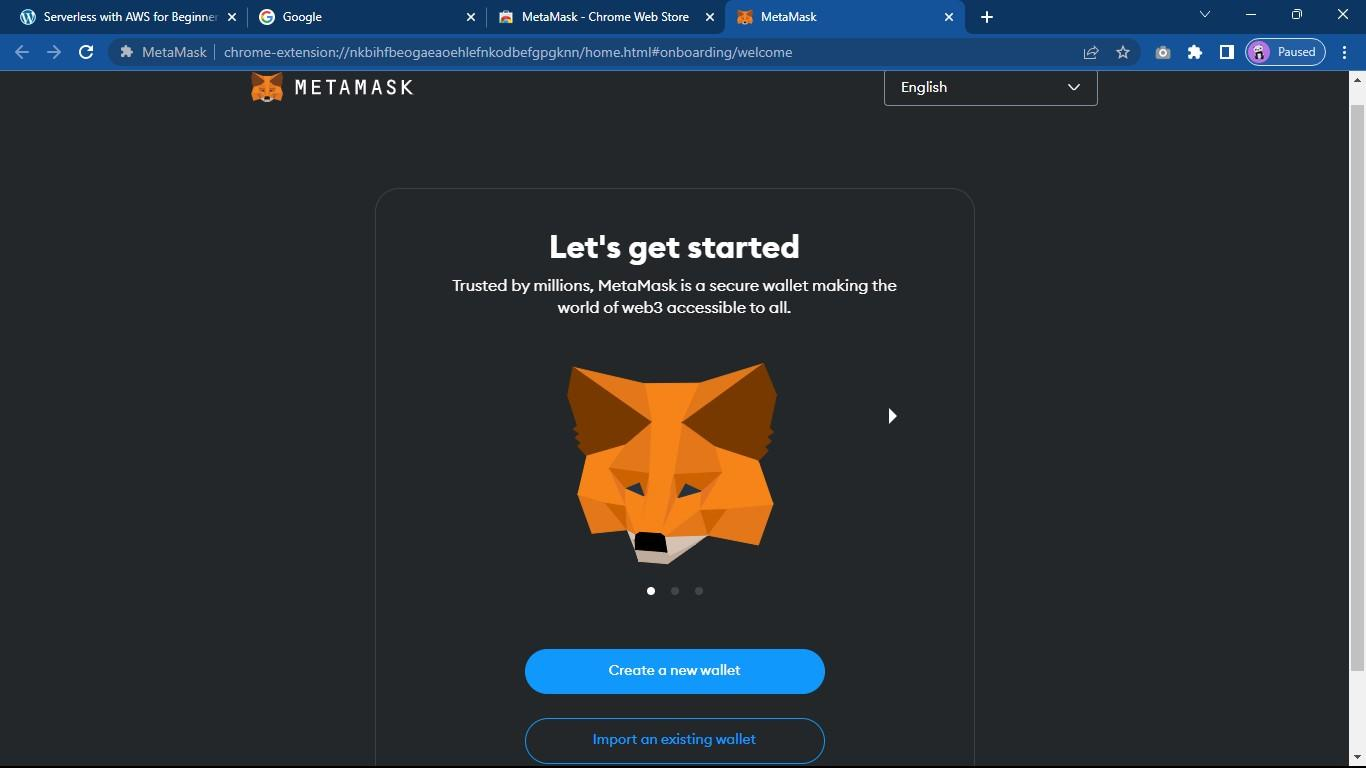 Serverless with AWS for Beginner
Google
MetaMask - Chrome Web Store
MetaMask
MetaMask
chrome-extension://nkbihfbeogaeaoehlefnkodbefgpgknn/home.html#onboarding/welcome
Paused
METAMASK
English
Let's get started
Trusted by millions, MetaMask is a secure wallet making the
world of web3 accessible to all.
Create a new wallet
Import an existing wallet